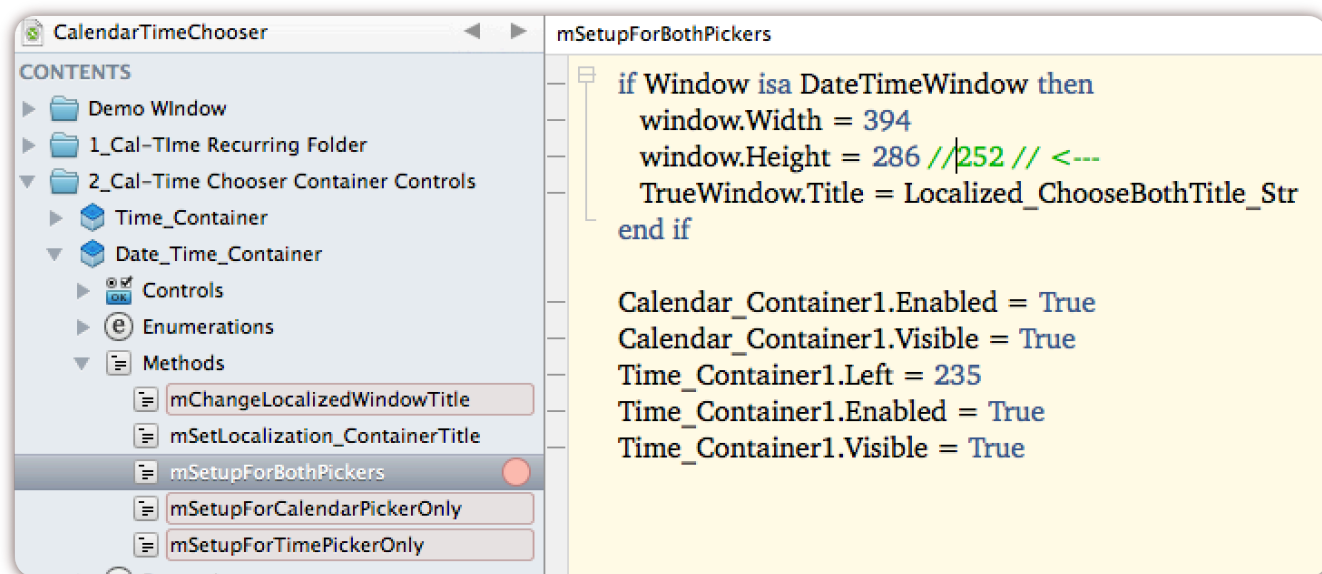 CalendarTimeChooser
CONTENTS
Demo WIndow
1_Cal-TIme Recurring Folder
2_Cal-Time Chooser Container Controls
Time_Container
Date_Time_Container
Controls
Enumerations
Methods
mChangeLocalizedWindowTitle
mSetLocalization_ContainerTitle
mSetupForBothPickers
mSetupForCalendarPickerOnly
mSetupForTimePickerOnly
mSetupForBothPickers
if Window isa DateTimeWindow then
window.Width = 394
window.Height = 286 //252 // <---
TrueWindow.Title = Localized_ChooseBothTitle_Str
end if
Calendar_Container1.Enabled = True
Calendar_Container1.Visible = True
Time_Container1.Left = 235
Time_Container1.Enabled = True
Time_Container1.Visible = True